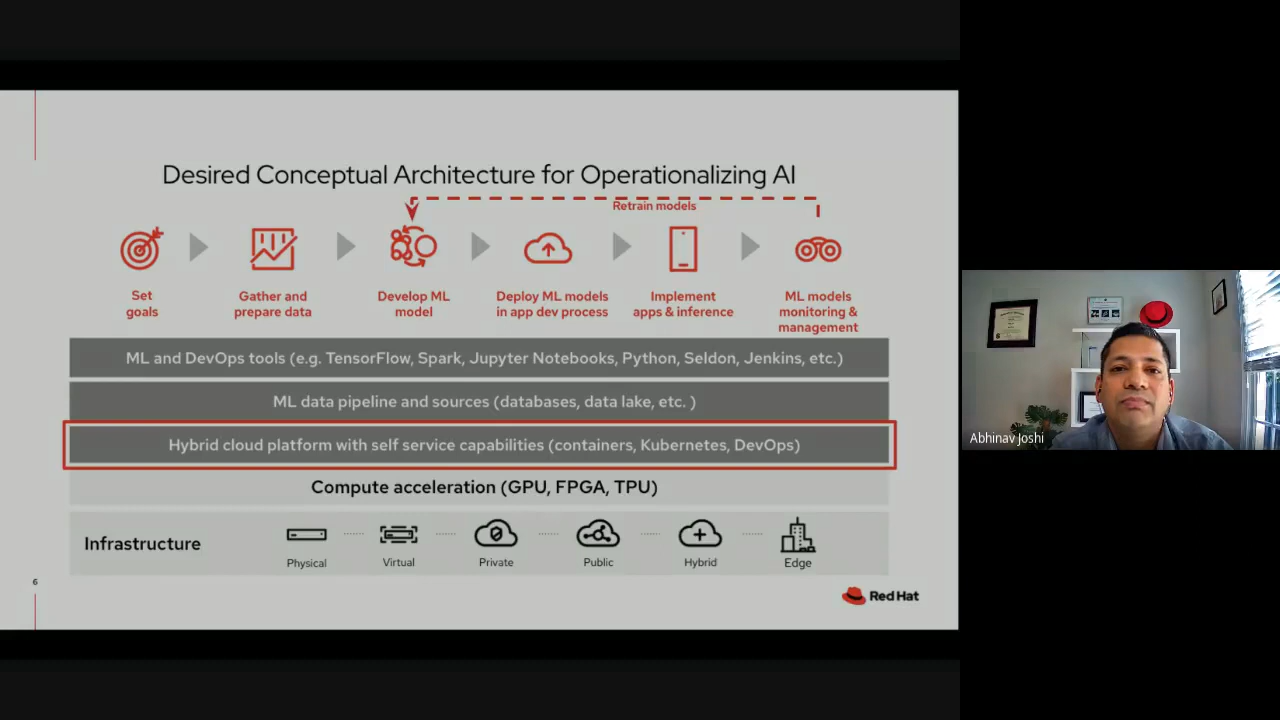 Desired Conceptual Architecture for Operationalizing AI
Retrain models
Set
goals
Gather and
prepare data
Develop ML
model
Deploy ML models
in app dev process
Implement
apps & inference
ML models
monitoring &
management
ML and DevOps tools (e.g. TensorFlow, Spark, Jupyter Notebooks, Python, Seldon, Jenkins, etc.)
ML data pipeline and sources (databases, data lake, etc. )
Hybrid cloud platform with self service capabilities (containers, Kubernetes, DevOps)
Compute acceleration (GPU, FPGA, TPU)
Infrastructure
Physical
Virtual
Private
Public
Hybrid
Edge
6
Red Hat
Abhinav Joshi